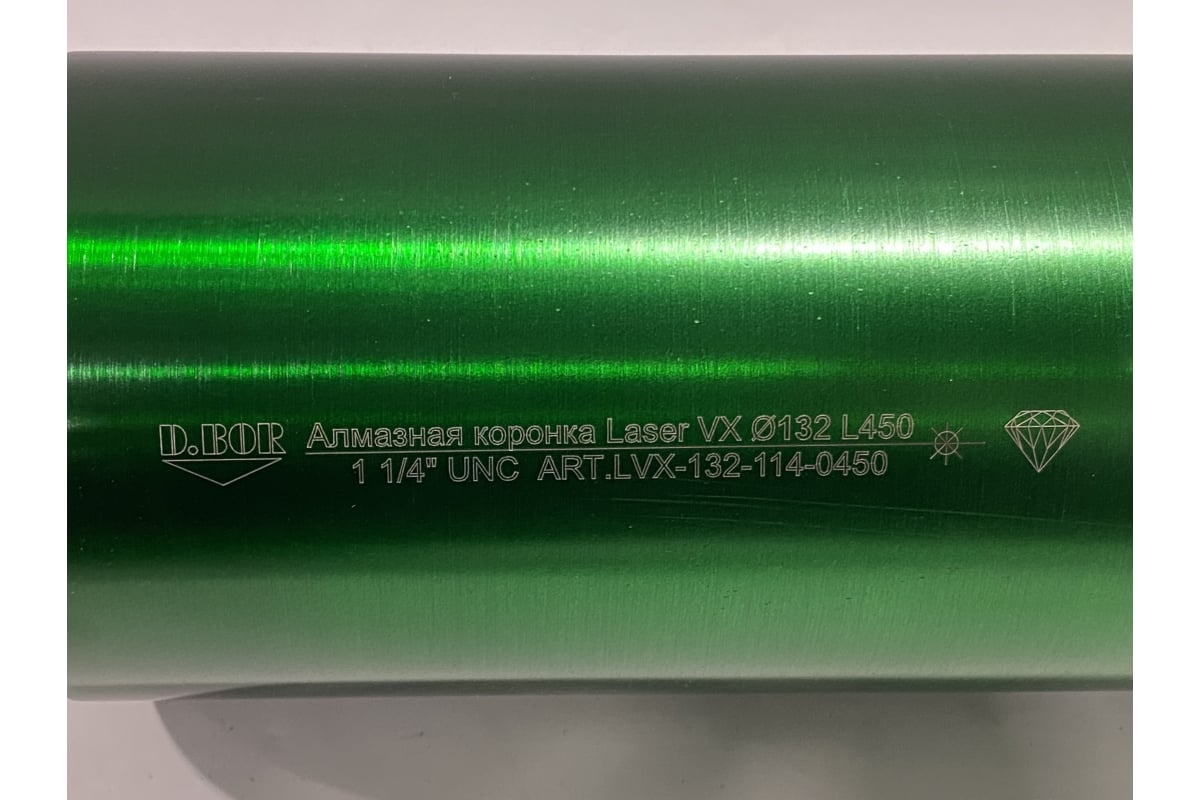 D.BOR
Алмазная коронка Laser VX Ø132 L450
1 1/4" UNC ART.LVX-132-114-0450